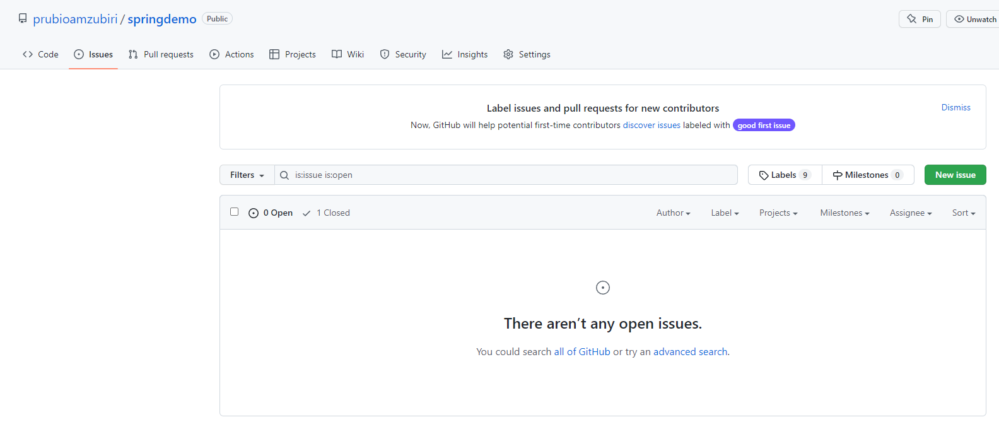 prubioamzubiri / springdemo Public
Pin Unwatch
Code Issues Pull requests Actions Projects Wiki Security Insights Settings
Label issues and pull requests for new contributors
Dismiss
Now, GitHub will help potential first-time contributors discover issues labeled with good first issue
Filters is:issue is:open Labels 9 Milestones 0 New issue
0 Open 1 Closed Author Label Projects Milestones Assignee Sort
There aren’t any open issues.
You could search all of GitHub or try an advanced search.